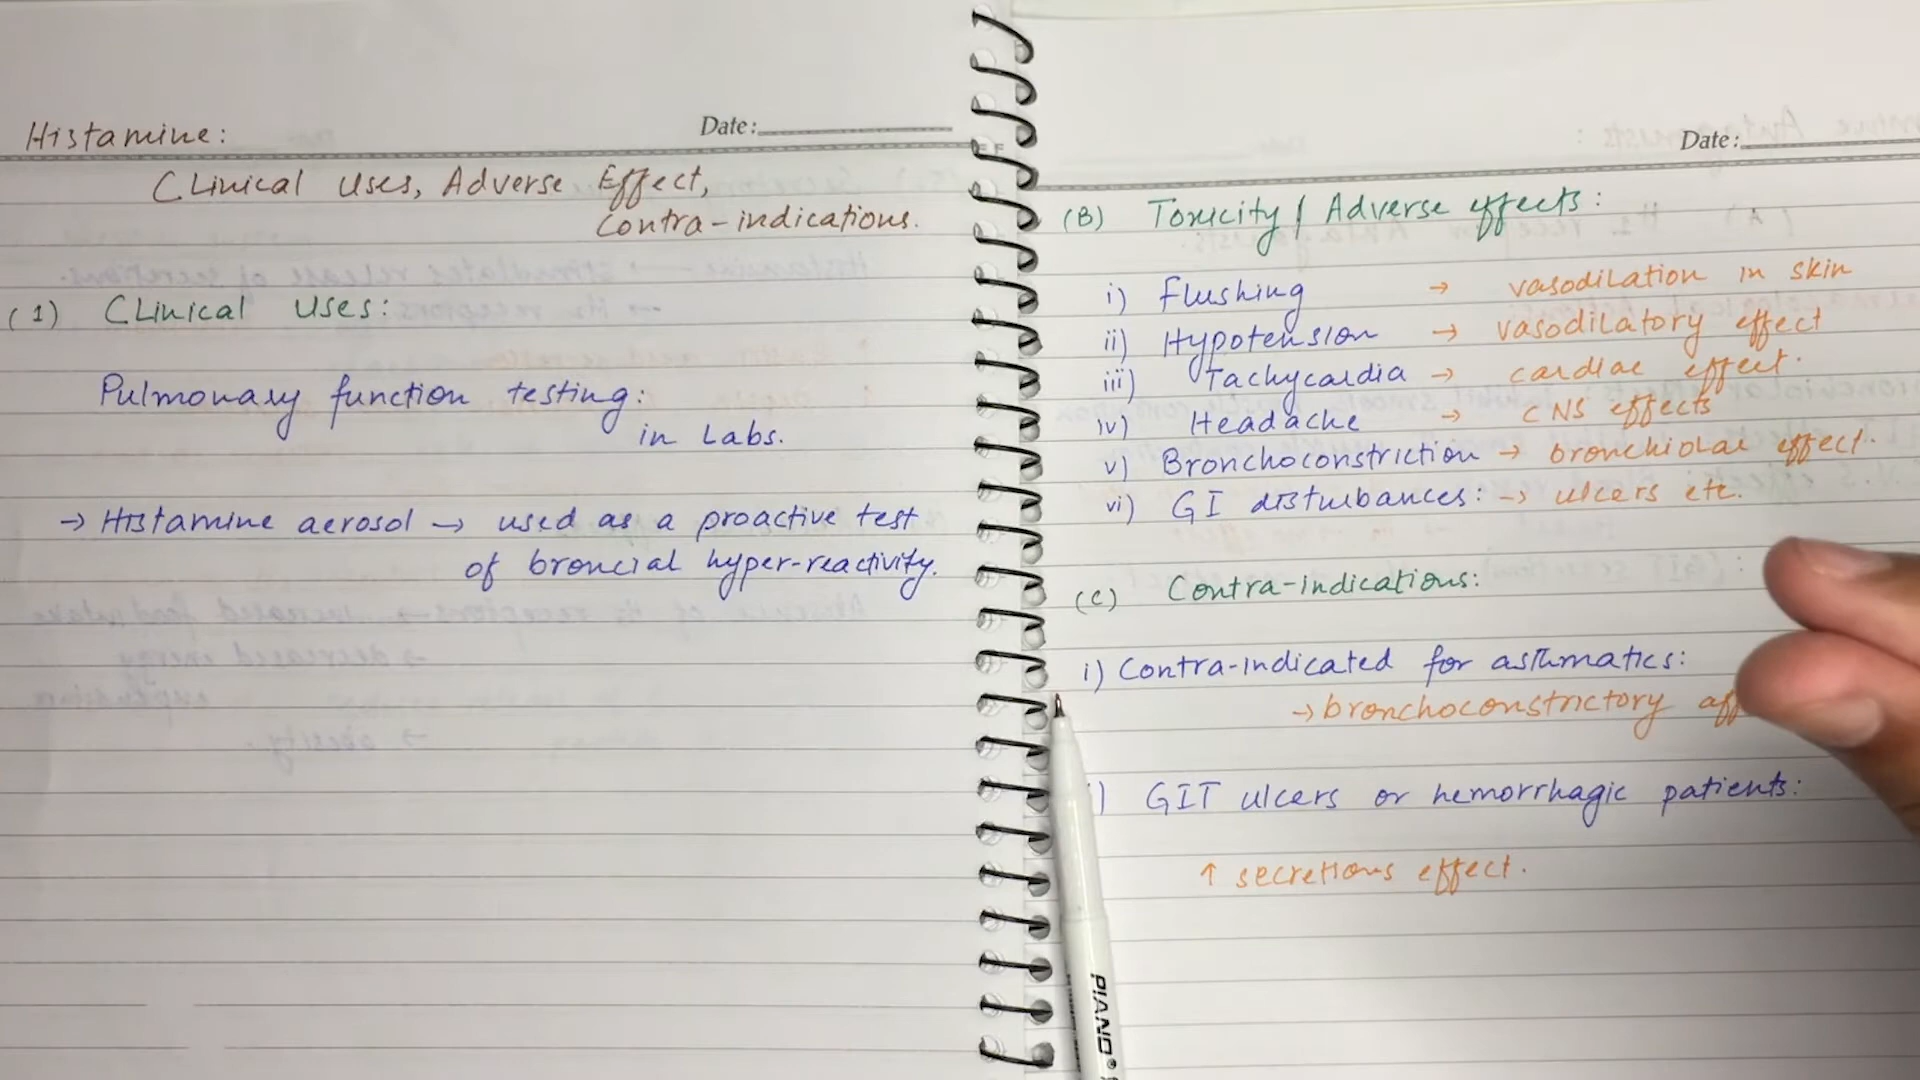 Histamine:
Date:
Clinical Uses, Adverse Effect,
Contra-indications.
(1) Clinical Uses:
Pulmonary function testing:
in Labs.
→ Histamine aerosol → used as a proactive test
of broncial hyper-reactivity.
Date:
(B) Toxicity / Adverse effects:
i) Flushing → vasodilation in skin
ii) Hypotension → vasodilatory effect
iii) Tachycardia → cardiac effect.
iv) Headache → CNS effects
v) Bronchoconstriction → bronchiolar effect.
vi) GI disturbances: → ulcers etc.
(C) Contra-indications:
i) Contra-indicated for asthmatics:
→ bronchoconstrictory
) GIT ulcers or hemorrhagic patients:
↑ secretions effect.
PIANO